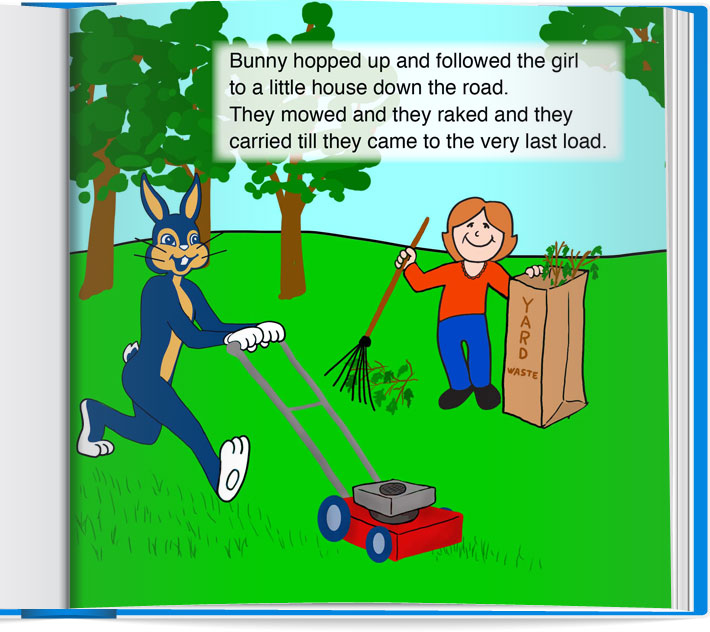 Bunny hopped up and followed the girl
to a little house down the road.
They mowed and they raked and they
carried till they came to the very last load.
YARD
WASTE